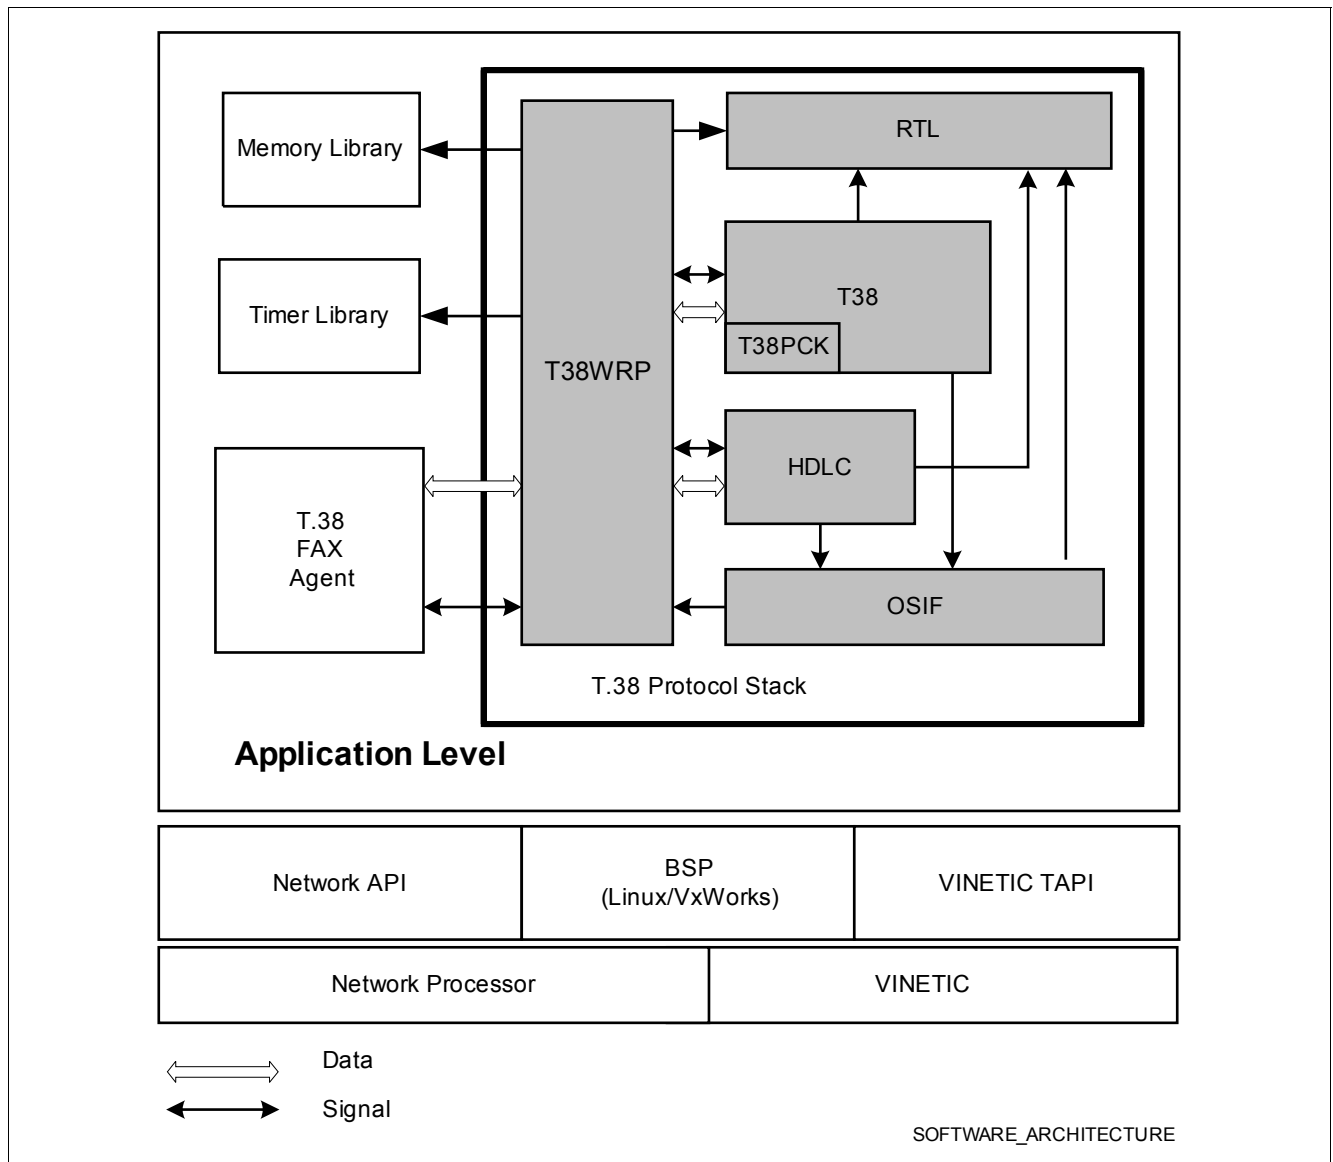 Memory Library
RTL
Timer Library
T38WRP
T38
T38PCK
HDLC
T.38
FAX
Agent
OSIF
T.38 Protocol Stack
Application Level
Network API
BSP
(Linux/VxWorks)
VINETIC TAPI
Network Processor
VINETIC
Data
Signal
SOFTWARE_ARCHITECTURE